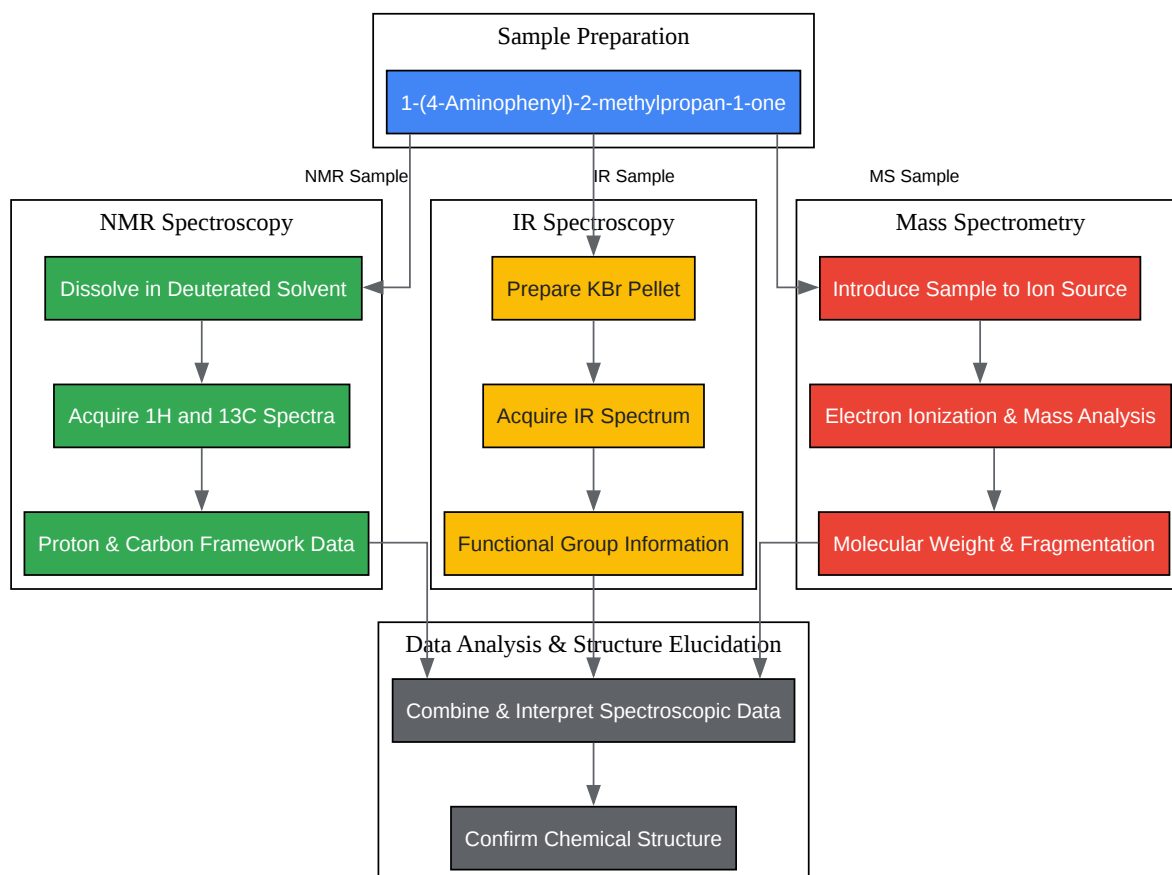 Sample Preparation
1-(4-Aminophenyl)-2-methylpropan-1-one
NMR Sample
IR Sample
MS Sample
NMR Spectroscopy
Dissolve in Deuterated Solvent
Acquire 1H and 13C Spectra
Proton & Carbon Framework Data
IR Spectroscopy
Prepare KBr Pellet
Acquire IR Spectrum
Functional Group Information
Mass Spectrometry
Introduce Sample to Ion Source
Electron Ionization & Mass Analysis
Molecular Weight & Fragmentation
Data Analysis & Structure Elucidation
Combine & Interpret Spectroscopic Data
Confirm Chemical Structure